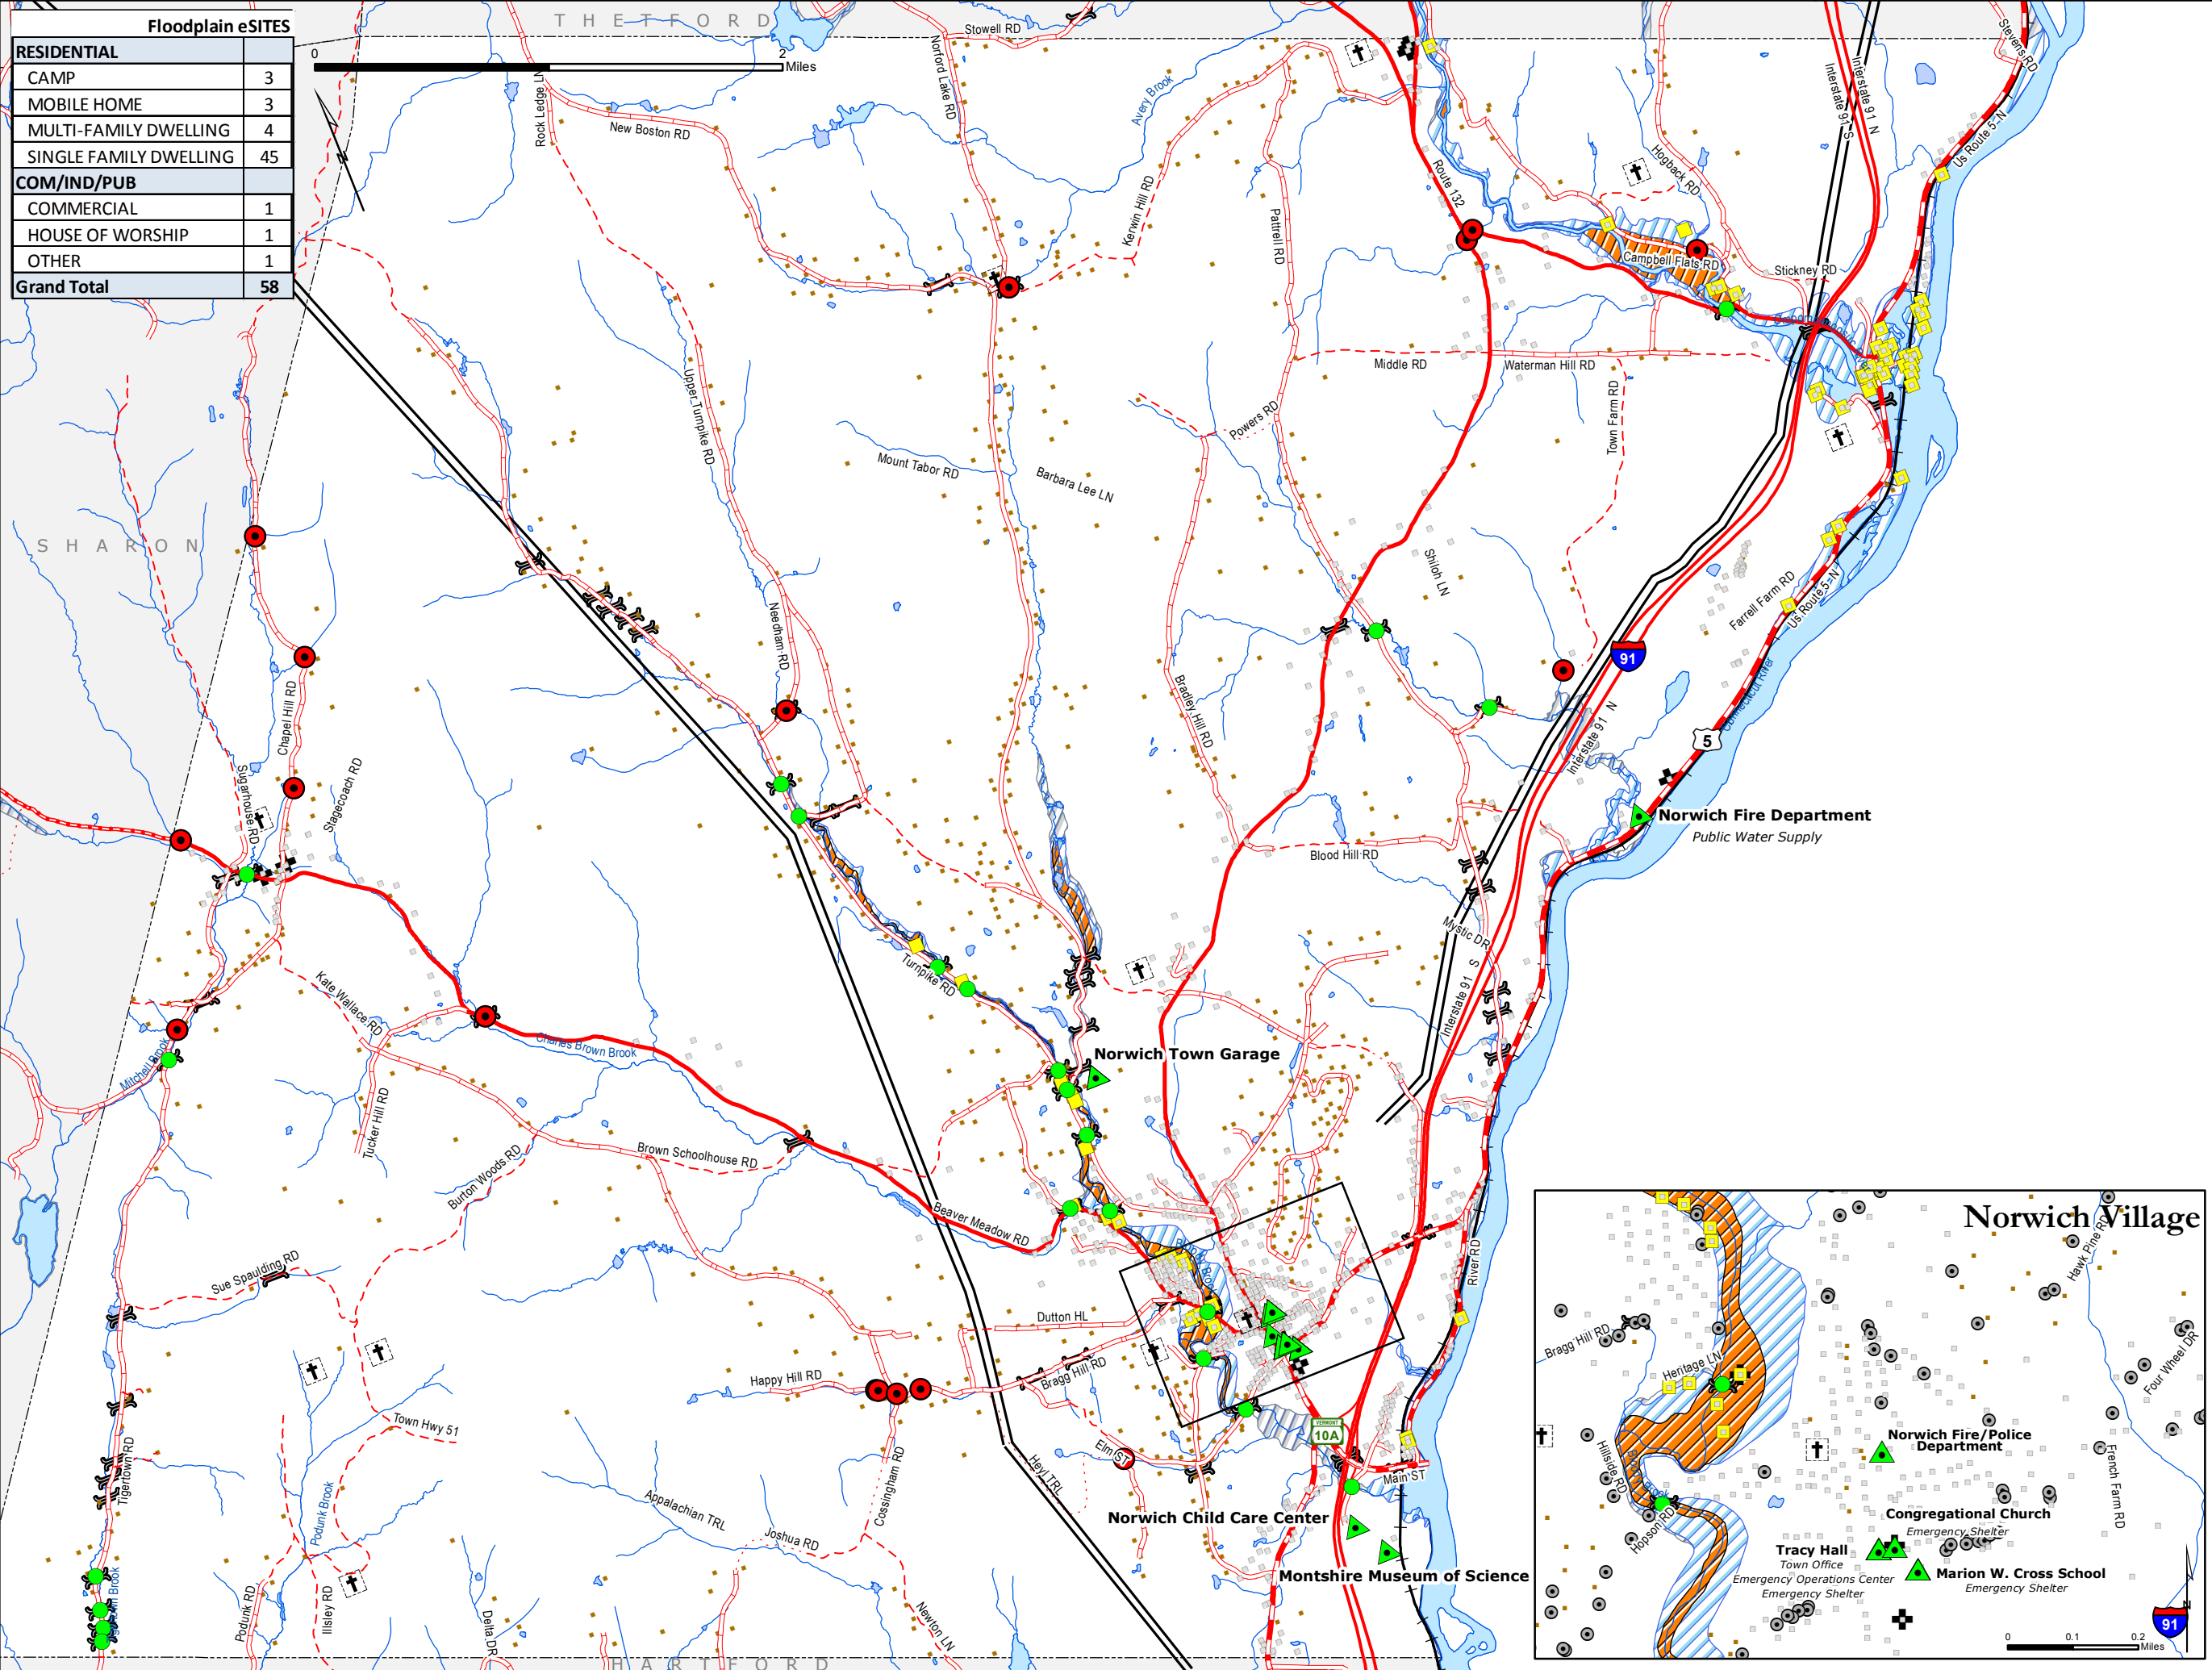 Floodplain eSITES
RESIDENTIAL
CAMP 3
MOBILE HOME 3
MULTI-FAMILY DWELLING 4
SINGLE FAMILY DWELLING 45
COM/IND/PUB
COMMERCIAL 1
HOUSE OF WORSHIP 1
OTHER 1
Grand Total 58
0 2
Miles
N
THETFORD
Stowell RD
Norford Lake RD
Rock Ledge LN
New Boston RD
Avery Brook
Kerwin Hill RD
Pattrell RD
Route 132
Hogback RD
Interstate 91 S
Interstate 91 N
Stevens RD
Us Route 5 N
Campbell Flats RD
Stickney RD
Middle RD
Waterman Hill RD
Town Farm RD
Powers RD
Upper Turnpike RD
Mount Tabor RD
Barbara Lee LN
SHARON
Shiloh LN
Needham RD
Farrell Farm RD
Us Route 5 N
91
Connecticut River
5
Bradley Hill RD
Interstate 91 N
Chapel Hill RD
Sugarhouse RD
Stagecoach RD
Norwich Fire Department
Public Water Supply
Blood Hill RD
Mystic DR
Turnpike RD
Kate Wallace RD
Interstate 91 S
Charles Brown Brook
Mitchell Brook
Norwich Town Garage
Tucker Hill RD
Brown Schoolhouse RD
Burton Woods RD
Beaver Meadow RD
River RD
Sue Spaulding RD
Dutton HL
Happy Hill RD
Bragg Hill RD
Town Hwy 51
VERMONT
10A
Elm ST
Heyl TRL
Main ST
Tigertown RD
Podunk Brook
Appalachian TRL
Cossingham RD
Joshua RD
Norwich Child Care Center
Montshire Museum of Science
Podunk RD
Illsley RD
Delta DR
Newton LN
HARTFORD
Norwich Village
Hawk Pine RD
Bragg Hill RD
Heritage LN
Four Wheel DR
Norwich Fire/Police
Department
Hillside RD
French Farm RD
Hopson RD
Congregational Church
Emergency Shelter
Tracy Hall
Town Office
Emergency Operations Center
Emergency Shelter
Marion W. Cross School
Emergency Shelter
91
0 0.1 0.2
Miles